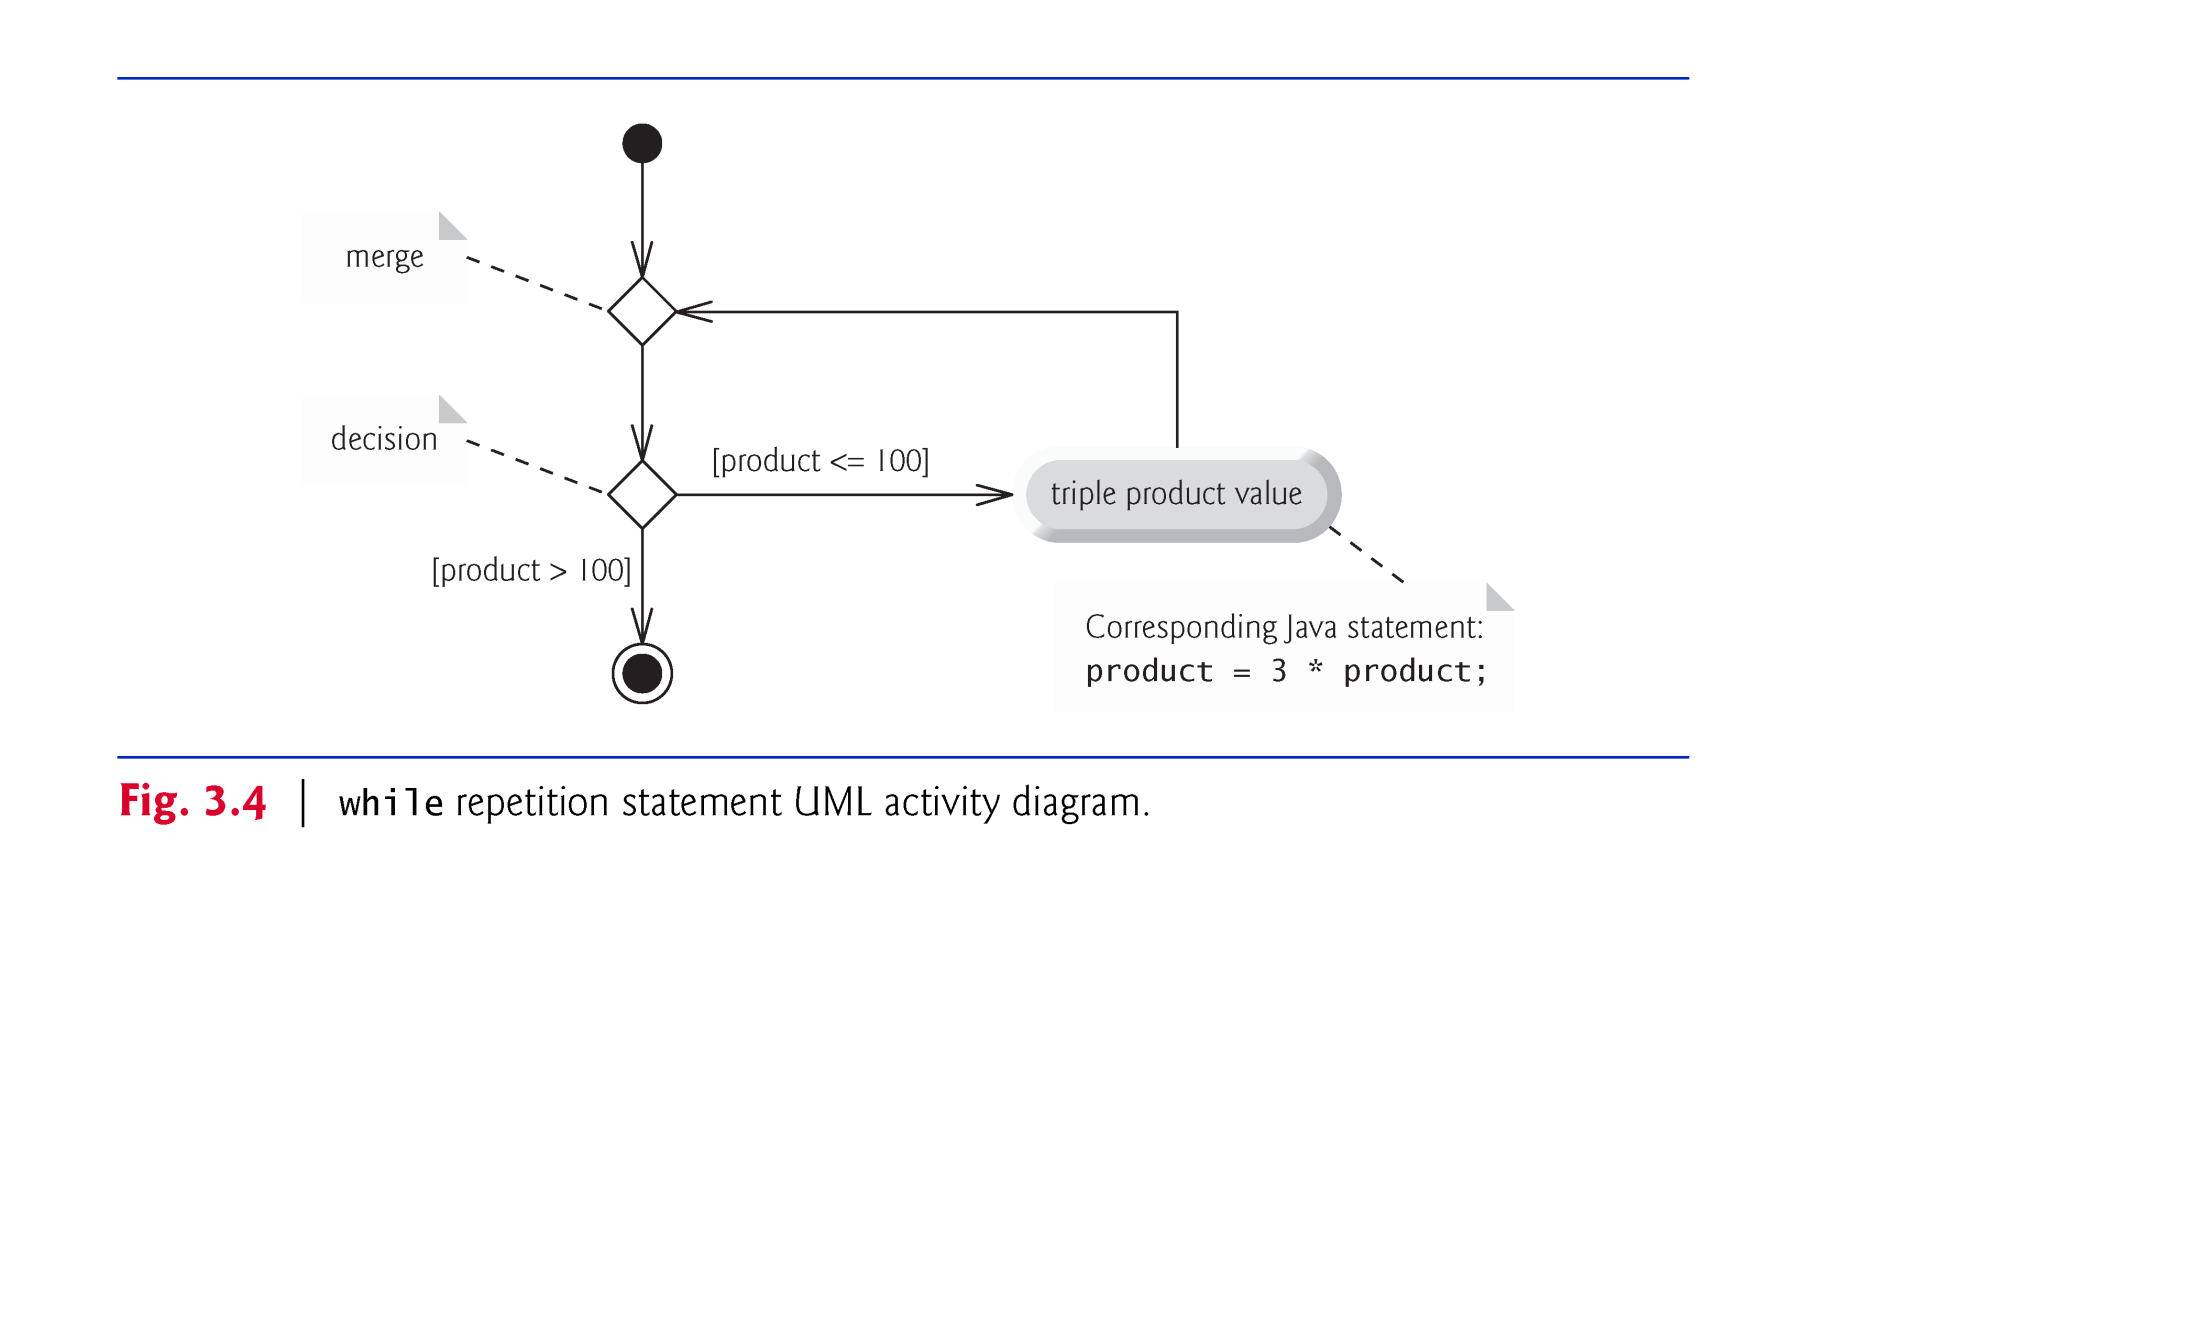 merge
decision
[product <= 100]
triple product value
[product > 100]
Corresponding Java statement:
product = 3 * product;
Fig. 3.4 | while repetition statement UML activity diagram.